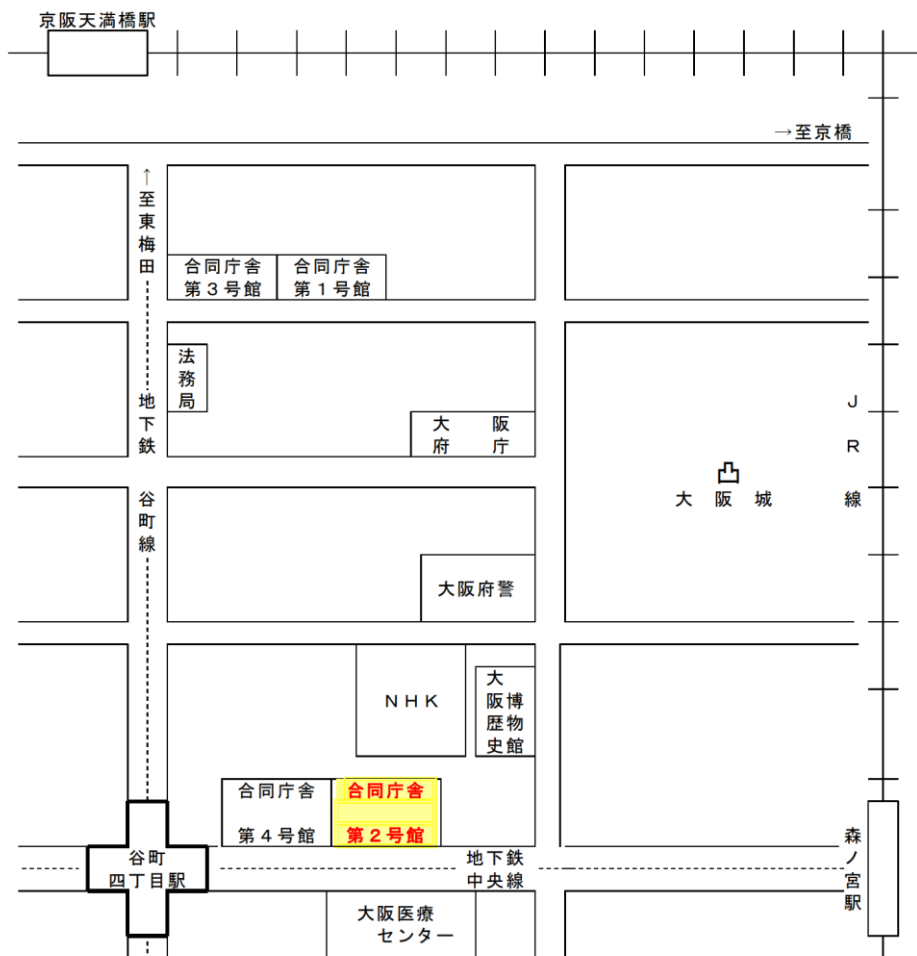 京阪天満橋駅
→至京橋
↑至東梅田
合同庁舎
第３号館
合同庁舎
第１号館
法務局
地下鉄
大阪
府庁
ＪＲ線
大阪城
谷町線
大阪府警
ＮＨＫ
大
阪博
歴物
史館
合同庁舎
第４号館
合同庁舎
第２号館
谷町
四丁目駅
地下鉄
中央線
森ノ宮駅
大阪医療
センター